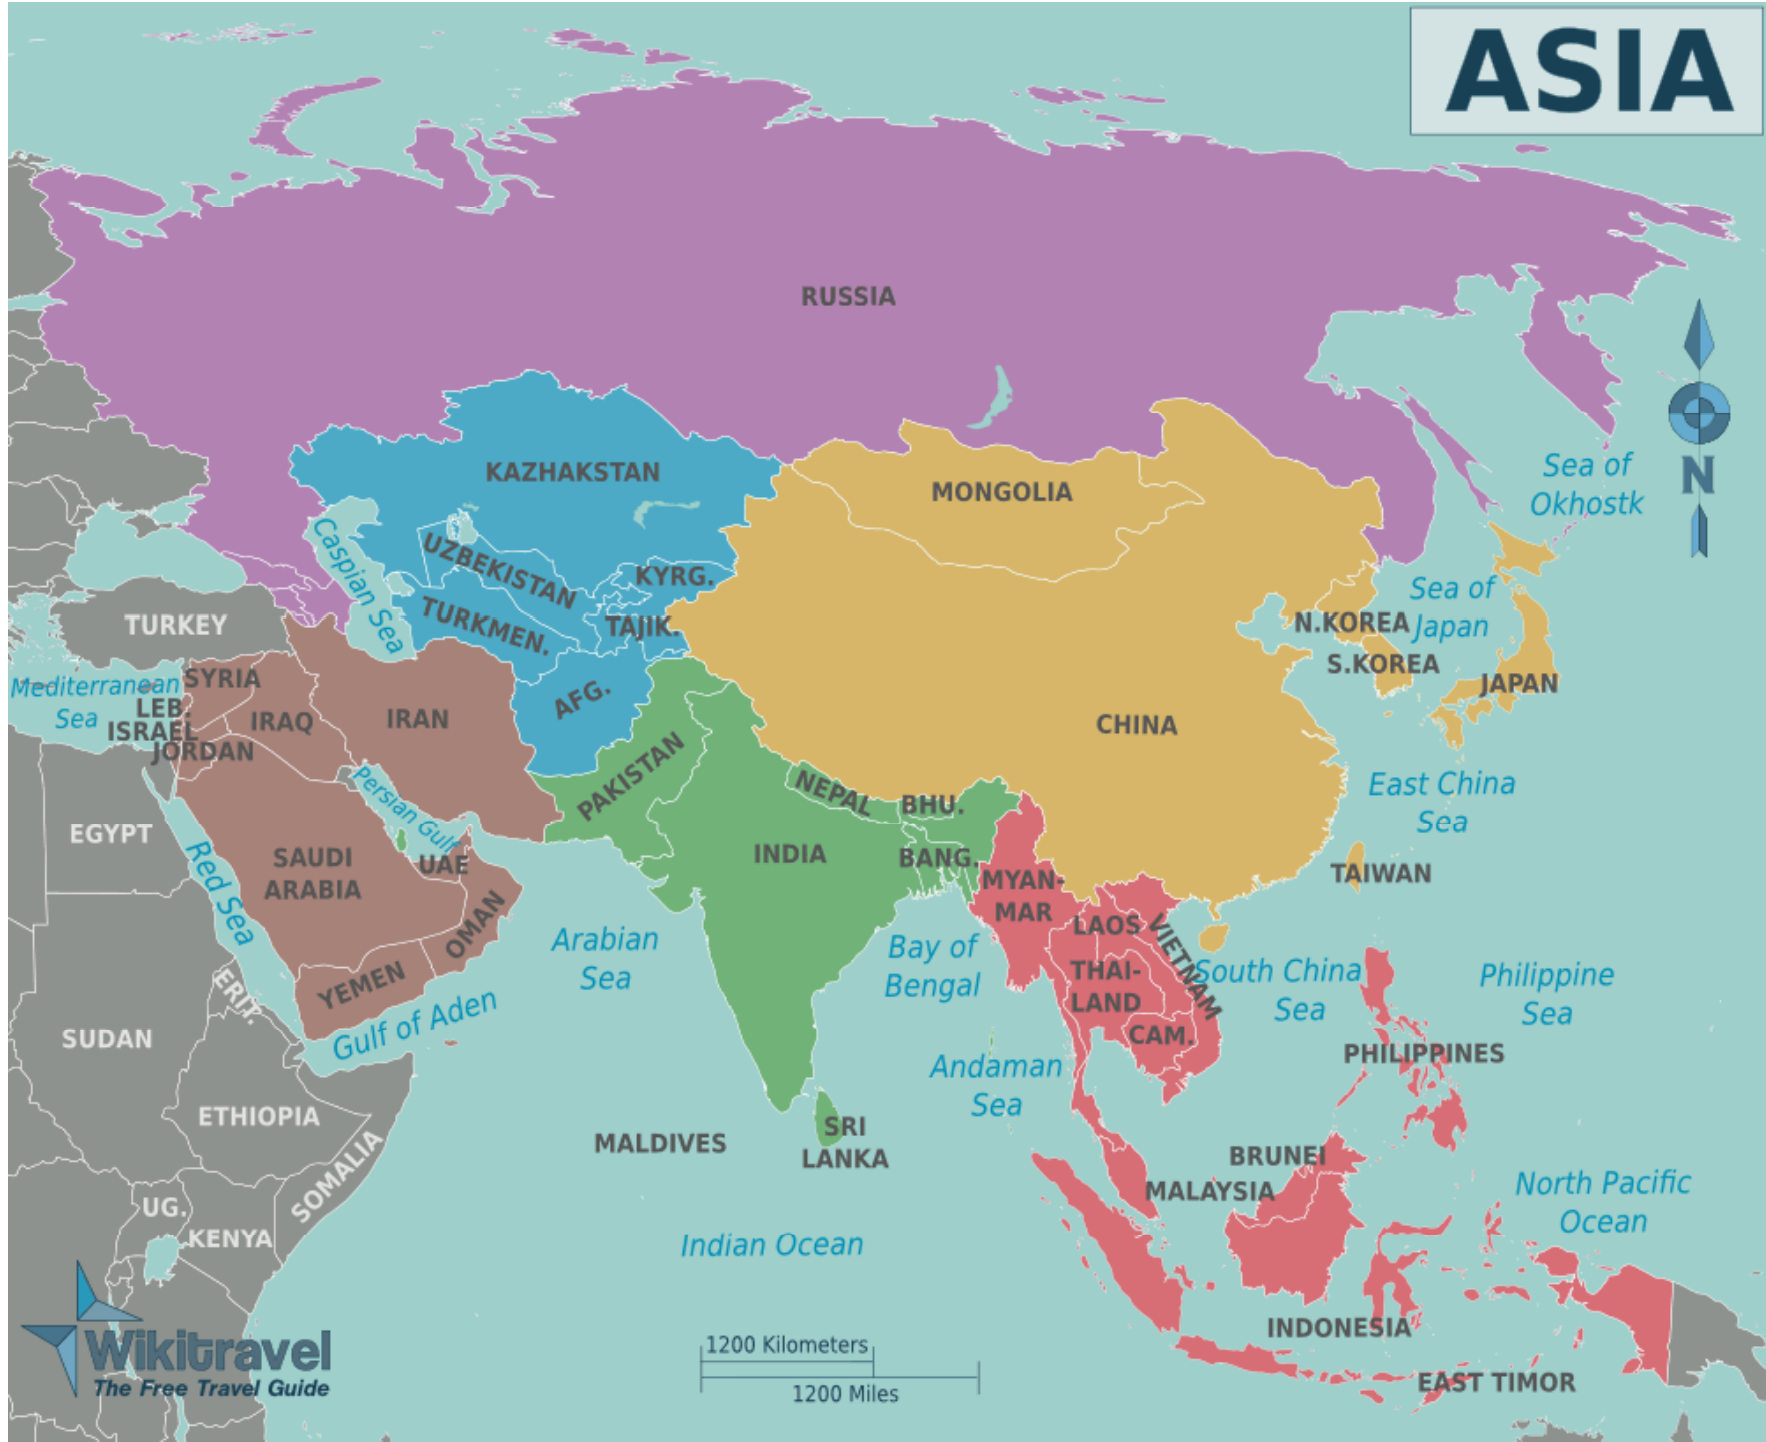 ASIA
RUSSIA
Sea of
Okhostk
N
KAZHAKSTAN
MONGOLIA
Caspian Sea
UZBEKISTAN
KYRG.
TURKMEN.
TAJIK.
TURKEY
N.KOREA
Sea of
Japan
S.KOREA
JAPAN
Mediterranean
Sea
SYRIA
LEB.
ISRAEL
JORDAN
IRAQ
IRAN
AFG.
CHINA
PAKISTAN
NEPAL
BHU.
East China
Sea
Persian Gulf
EGYPT
Red Sea
SAUDI
ARABIA
UAE
INDIA
BANG.
MYAN-
MAR
TAIWAN
OMAN
YEMEN
Arabian
Sea
Bay of
Bengal
LAOS
VIETNAM
THAI-
LAND
CAM.
South China
Sea
Philippine
Sea
ERIT.
Gulf of Aden
SUDAN
PHILIPPINES
Andaman
Sea
ETHIOPIA
SOMALIA
MALDIVES
SRI
LANKA
BRUNEI
MALAYSIA
North Pacific
Ocean
UG.
KENYA
Indian Ocean
INDONESIA
EAST TIMOR
Wikitravel
The Free Travel Guide
1200 Kilometers
1200 Miles